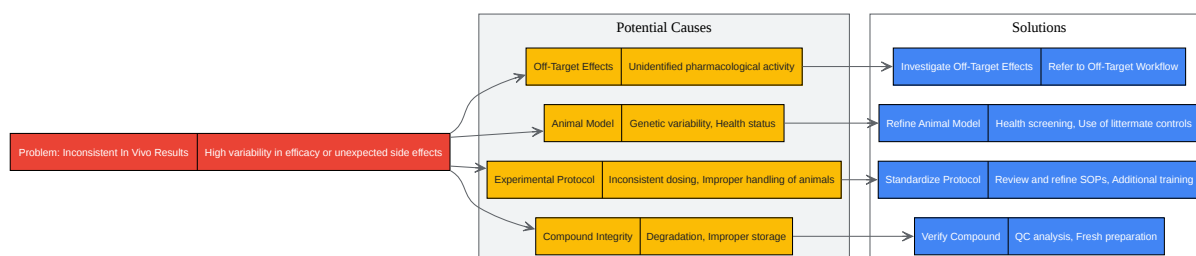 Potential Causes
Solutions
Off-Target Effects
Unidentified pharmacological activity
Investigate Off-Target Effects
Refer to Off-Target Workflow
Animal Model
Genetic variability, Health status
Refine Animal Model
Health screening, Use of littermate controls
Problem: Inconsistent In Vivo Results
High variability in efficacy or unexpected side effects
Experimental Protocol
Inconsistent dosing, Improper handling of animals
Standardize Protocol
Review and refine SOPs, Additional training
Compound Integrity
Degradation, Improper storage
Verify Compound
QC analysis, Fresh preparation